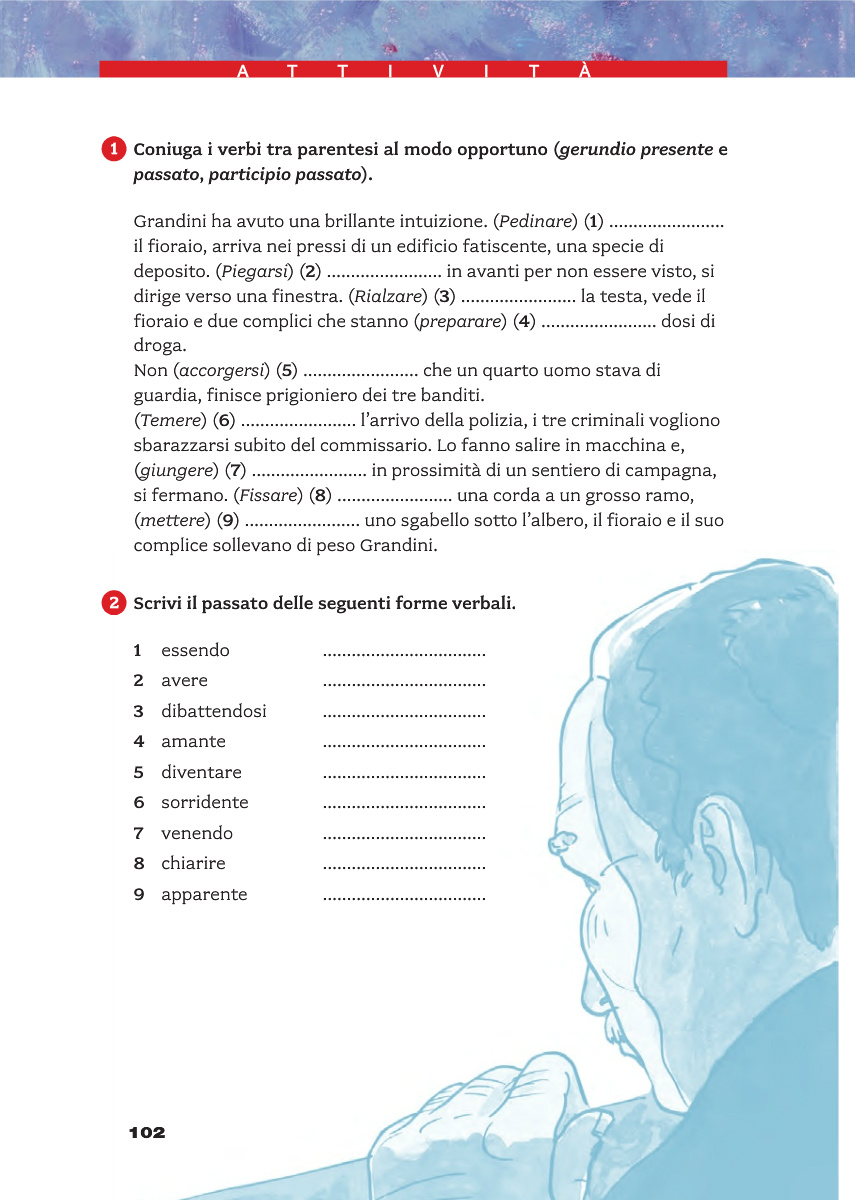 ATTIVITÀ
1 Coniuga i verbi tra parentesi al modo opportuno (gerundio presente e
passato, participio passato).
Grandini ha avuto una brillante intuizione. (Pedinare) (1) ........................
il fioraio, arriva nei pressi di un edificio fatiscente, una specie di
deposito. (Piegarsi) (2) ........................ in avanti per non essere visto, si
dirige verso una finestra. (Rialzare) (3) ........................ la testa, vede il
fioraio e due complici che stanno (preparare) (4) ........................ dosi di
droga.
Non (accorgersi) (5) ........................ che un quarto uomo stava di
guardia, finisce prigioniero dei tre banditi.
(Temere) (6) ........................ l’arrivo della polizia, i tre criminali vogliono
sbarazzarsi subito del commissario. Lo fanno salire in macchina e,
(giungere) (7) ........................ in prossimità di un sentiero di campagna,
si fermano. (Fissare) (8) ........................ una corda a un grosso ramo,
(mettere) (9) ........................ uno sgabello sotto l’albero, il fioraio e il suo
complice sollevano di peso Grandini.
2 Scrivi il passato delle seguenti forme verbali.
1 essendo ..................................
2 avere ..................................
3 dibattendosi ..................................
4 amante ..................................
5 diventare ..................................
6 sorridente ..................................
7 venendo ..................................
8 chiarire ..................................
9 apparente ..................................
102